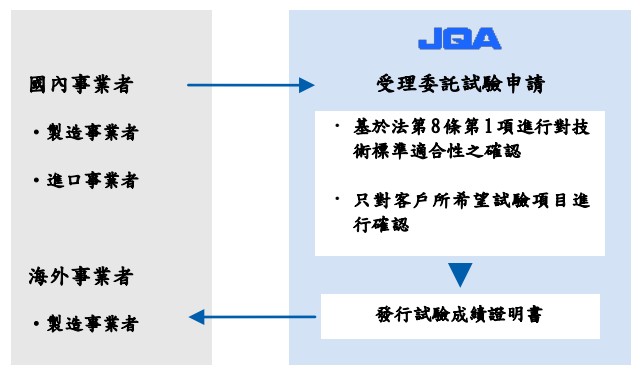 國內事業者
・製造事業者
・進口事業者
海外事業者
・製造事業者
JQA
受理委託試驗申請
・基於法第8條第1項進行對技
術標準適合性之確認
・只對客戶所希望試驗項目進
行確認
發行試驗成績證明書